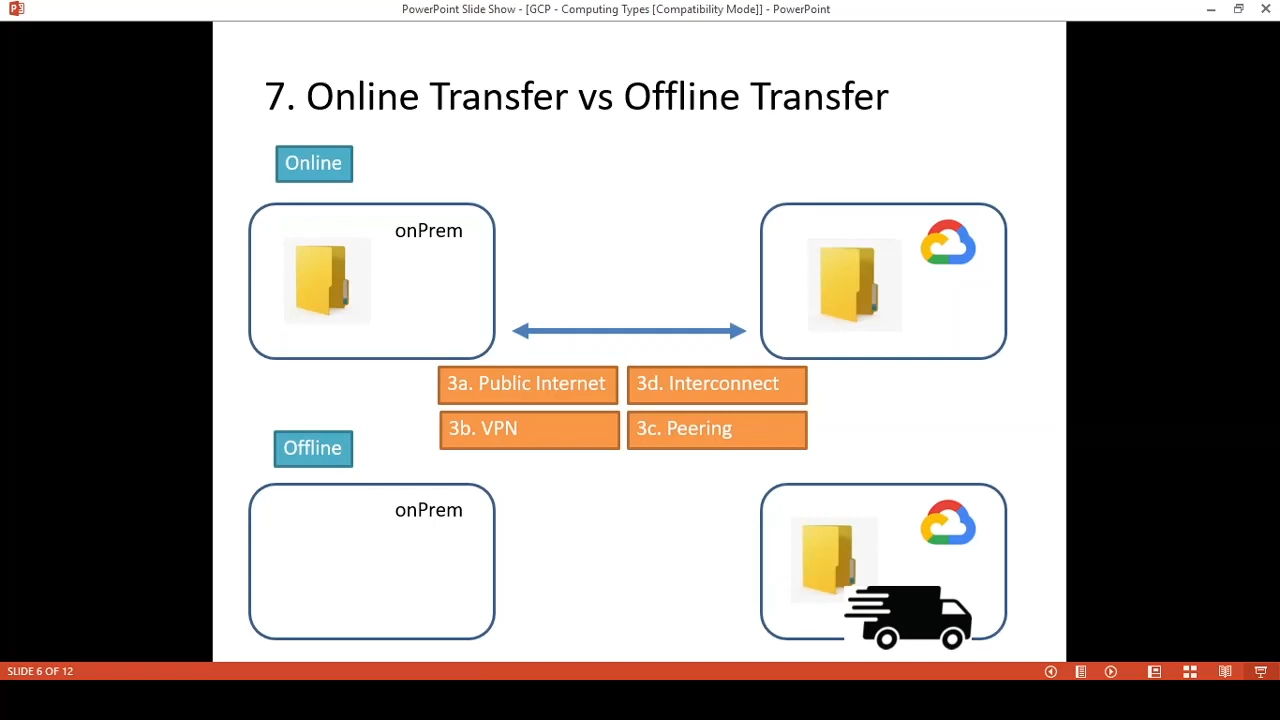 PowerPoint Slide Show - [GCP - Computing Types [Compatibility Mode]] - PowerPoint
7. Online Transfer vs Offline Transfer
Online
onPrem
3a. Public Internet
3d. Interconnect
3b. VPN
3c. Peering
Offline
onPrem
SLIDE 6 OF 12